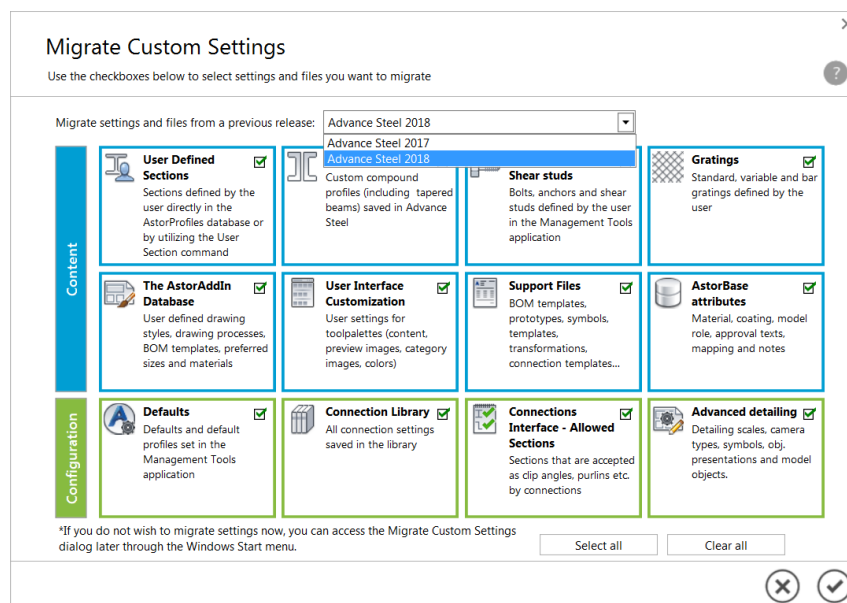 Migrate Custom Settings
Use the checkboxes below to select settings and files you want to migrate
?
Migrate settings and files from a previous release:
Advance Steel 2018
Advance Steel 2017
Advance Steel 2018
Content
User Defined
Sections
Sections defined by the
user directly in the
AstorProfiles database or
by utilizing the User
Section command
Custom compound
profiles (including tapered
beams) saved in Advance
Steel
Shear studs
Bolts, anchors and shear
studs defined by the user
in the Management Tools
application
Gratings
Standard, variable and bar
gratings defined by the
user
The AstorAddIn
Database
User defined drawing
styles, drawing processes,
BOM templates, preferred
sizes and materials
User Interface
Customization
User settings for
toolpalettes (content,
preview images, category
images, colors)
Support Files
BOM templates,
prototypes, symbols,
templates,
transformations,
connection templates...
AstorBase
attributes
Material, coating, model
role, approval texts,
mapping and notes
Configuration
Defaults
Defaults and default
profiles set in the
Management Tools
application
Connection Library
All connection settings
saved in the library
Connections
Interface - Allowed
Sections
Sections that are accepted
as clip angles, purlins etc.
by connections
Advanced detailing
Detailing scales, camera
types, symbols, obj.
presentations and model
objects.
*If you do not wish to migrate settings now, you can access the Migrate Custom Settings
dialog later through the Windows Start menu.
Select all
Clear all